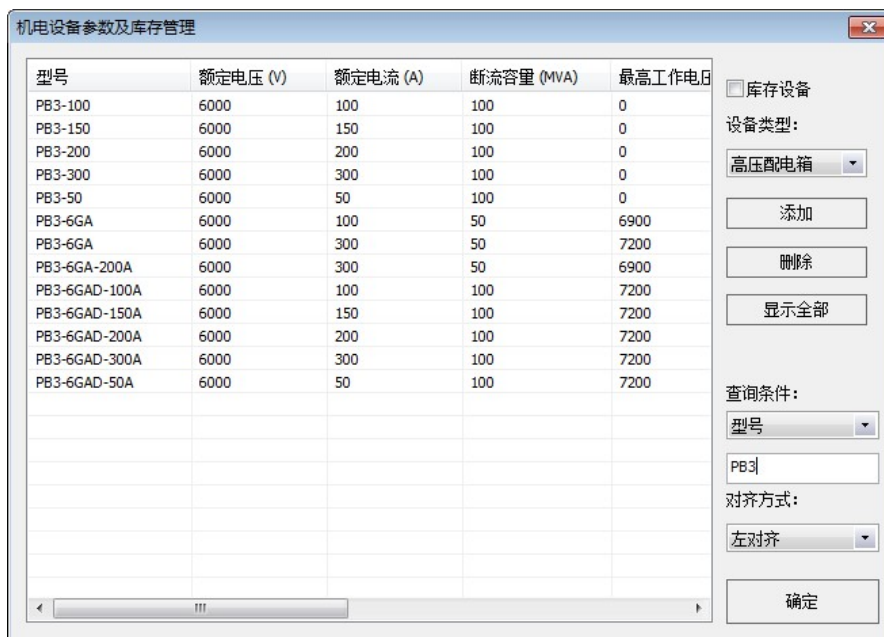 机电设备参数及库存管理
型号 额定电压 (V) 额定电流 (A) 断流容量 (MVA) 最高工作电压
PB3-100 6000 100 100 0
PB3-150 6000 150 100 0
PB3-200 6000 200 100 0
PB3-300 6000 300 100 0
PB3-50 6000 50 100 0
PB3-6GA 6000 100 50 6900
PB3-6GA 6000 300 50 7200
PB3-6GA-200A 6000 300 50 6900
PB3-6GAD-100A 6000 100 100 7200
PB3-6GAD-150A 6000 150 100 7200
PB3-6GAD-200A 6000 200 100 7200
PB3-6GAD-300A 6000 300 100 7200
PB3-6GAD-50A 6000 50 100 7200
库存设备
设备类型：
高压配电箱
添加
删除
显示全部
查询条件：
型号
PB3
对齐方式：
左对齐
确定